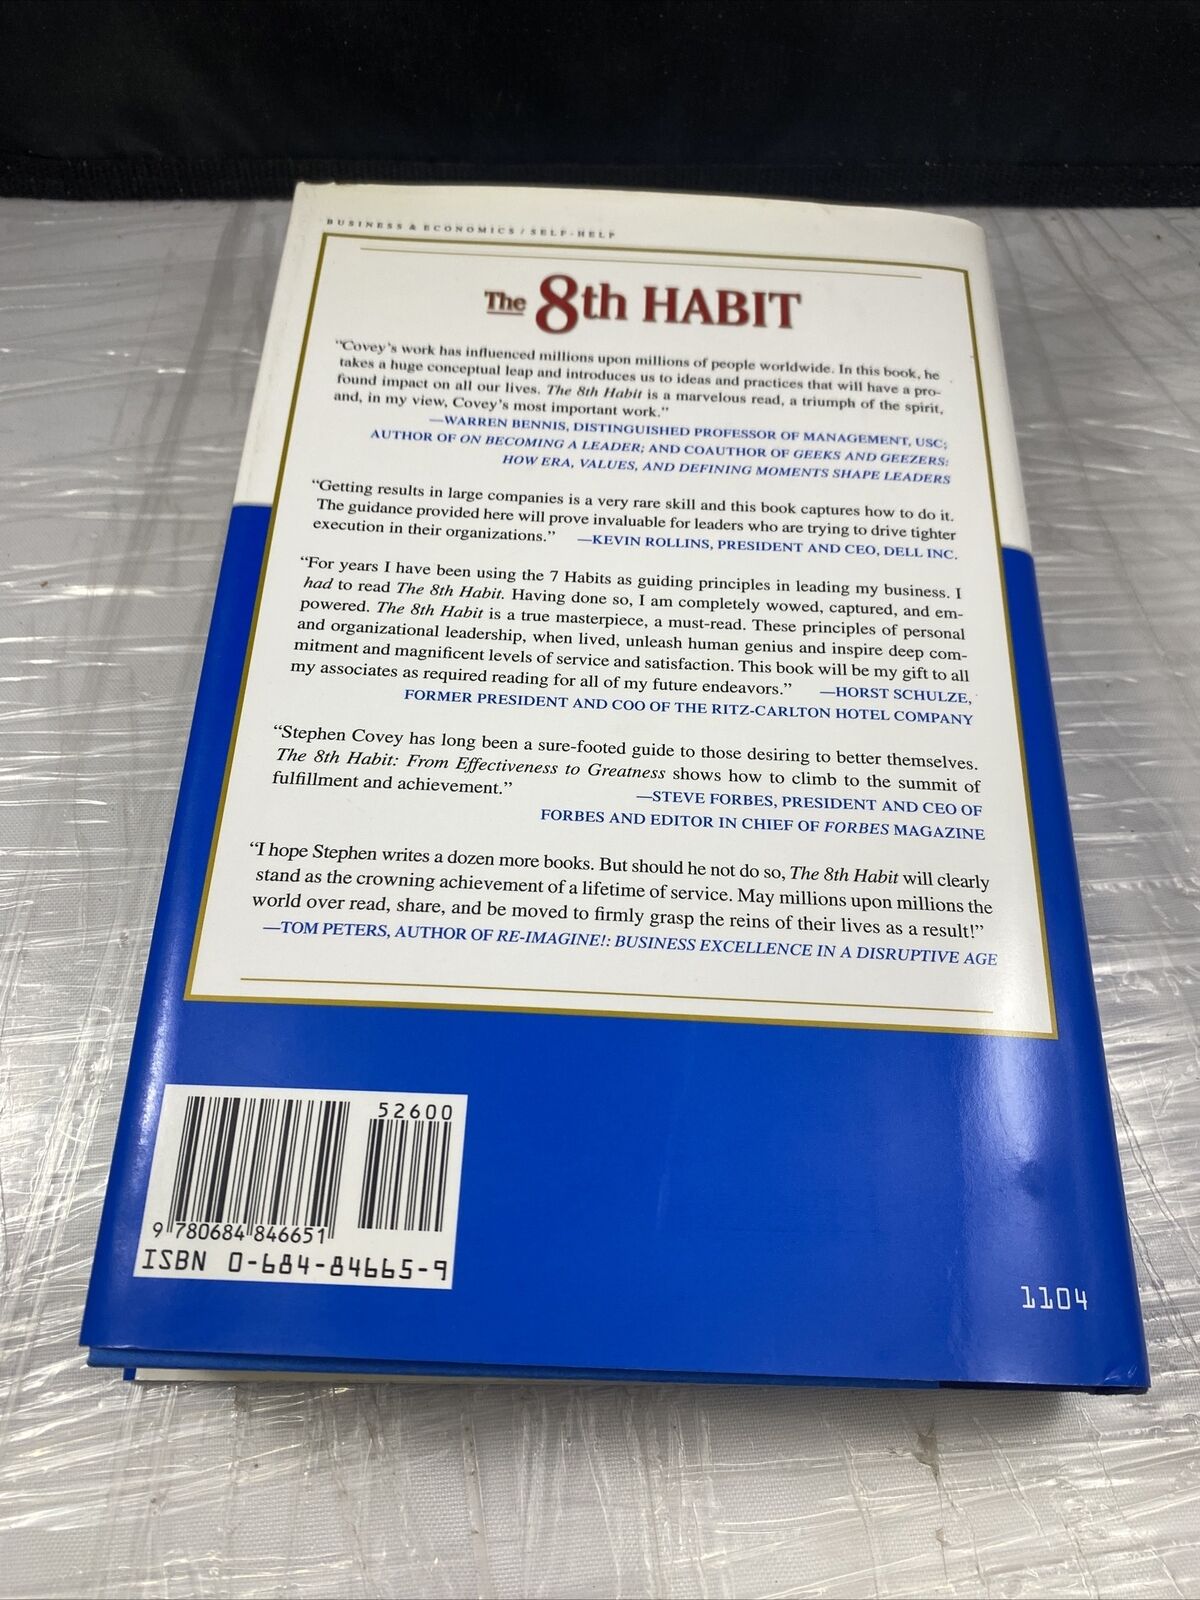 BUSINESS & ECONOMICS / SELF-HELP
The 8th HABIT
“Covey’s work has influenced millions upon millions of people worldwide. In this book, he
takes a huge conceptual leap and introduces us to ideas and practices that will have a pro-
found impact on all our lives. The 8th Habit is a marvelous read, a triumph of the spirit,
and, in my view, Covey’s most important work.”
—WARREN BENNIS, DISTINGUISHED PROFESSOR OF MANAGEMENT, USC;
AUTHOR OF ON BECOMING A LEADER; AND COAUTHOR OF GEEKS AND GEEZERS:
HOW ERA, VALUES, AND DEFINING MOMENTS SHAPE LEADERS
“Getting results in large companies is a very rare skill and this book captures how to do it.
The guidance provided here will prove invaluable for leaders who are trying to drive tighter
execution in their organizations.” —KEVIN ROLLINS, PRESIDENT AND CEO, DELL INC.
“For years I have been using the 7 Habits as guiding principles in leading my business. I
had to read The 8th Habit. Having done so, I am completely wowed, captured, and em-
powered. The 8th Habit is a true masterpiece, a must-read. These principles of personal
and organizational leadership, when lived, unleash human genius and inspire deep com-
mitment and magnificent levels of service and satisfaction. This book will be my gift to all
my associates as required reading for all of my future endeavors.” —HORST SCHULZE,
FORMER PRESIDENT AND COO OF THE RITZ-CARLTON HOTEL COMPANY
“Stephen Covey has long been a sure-footed guide to those desiring to better themselves.
The 8th Habit: From Effectiveness to Greatness shows how to climb to the summit of
fulfillment and achievement.” —STEVE FORBES, PRESIDENT AND CEO OF
FORBES AND EDITOR IN CHIEF OF FORBES MAGAZINE
“I hope Stephen writes a dozen more books. But should he not do so, The 8th Habit will clearly
stand as the crowning achievement of a lifetime of service. May millions upon millions the
world over read, share, and be moved to firmly grasp the reins of their lives as a result!”
—TOM PETERS, AUTHOR OF RE-IMAGINE!: BUSINESS EXCELLENCE IN A DISRUPTIVE AGE
52600
9 780684 846651
ISBN 0-684-84665-9
1104